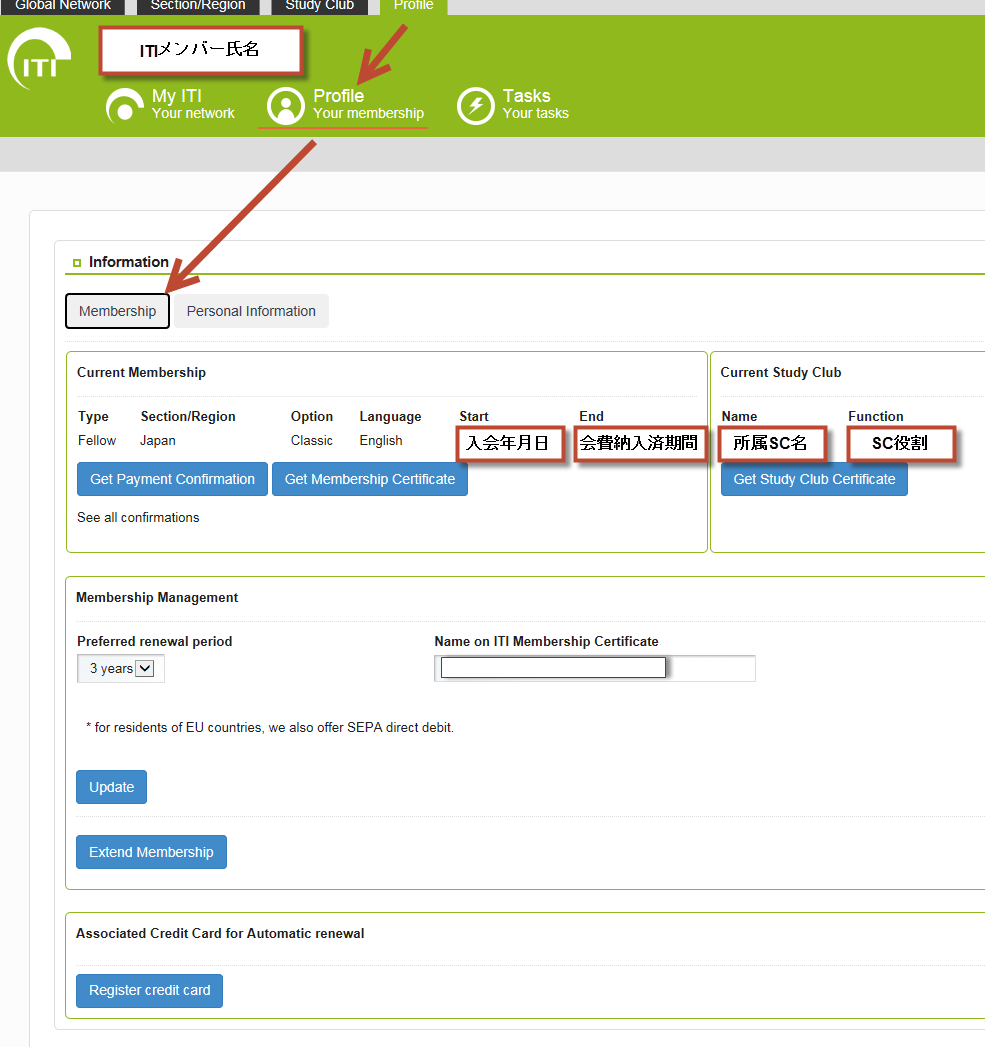 Global Network Section/Region Study Club Profile
ITI
ITIメンバー氏名
My ITI
Your network
Profile
Your membership
Tasks
Your tasks
Information
Membership Personal Information
Current Membership
Type Section/Region Option Language Start End
Fellow Japan Classic English 入会年月日 会費納入済期間
Get Payment Confirmation Get Membership Certificate
See all confirmations
Current Study Club
Name Function
所属SC名 SC役割
Get Study Club Certificate
Membership Management
Preferred renewal period Name on ITI Membership Certificate
3 years
* for residents of EU countries, we also offer SEPA direct debit.
Update
Extend Membership
Associated Credit Card for Automatic renewal
Register credit card